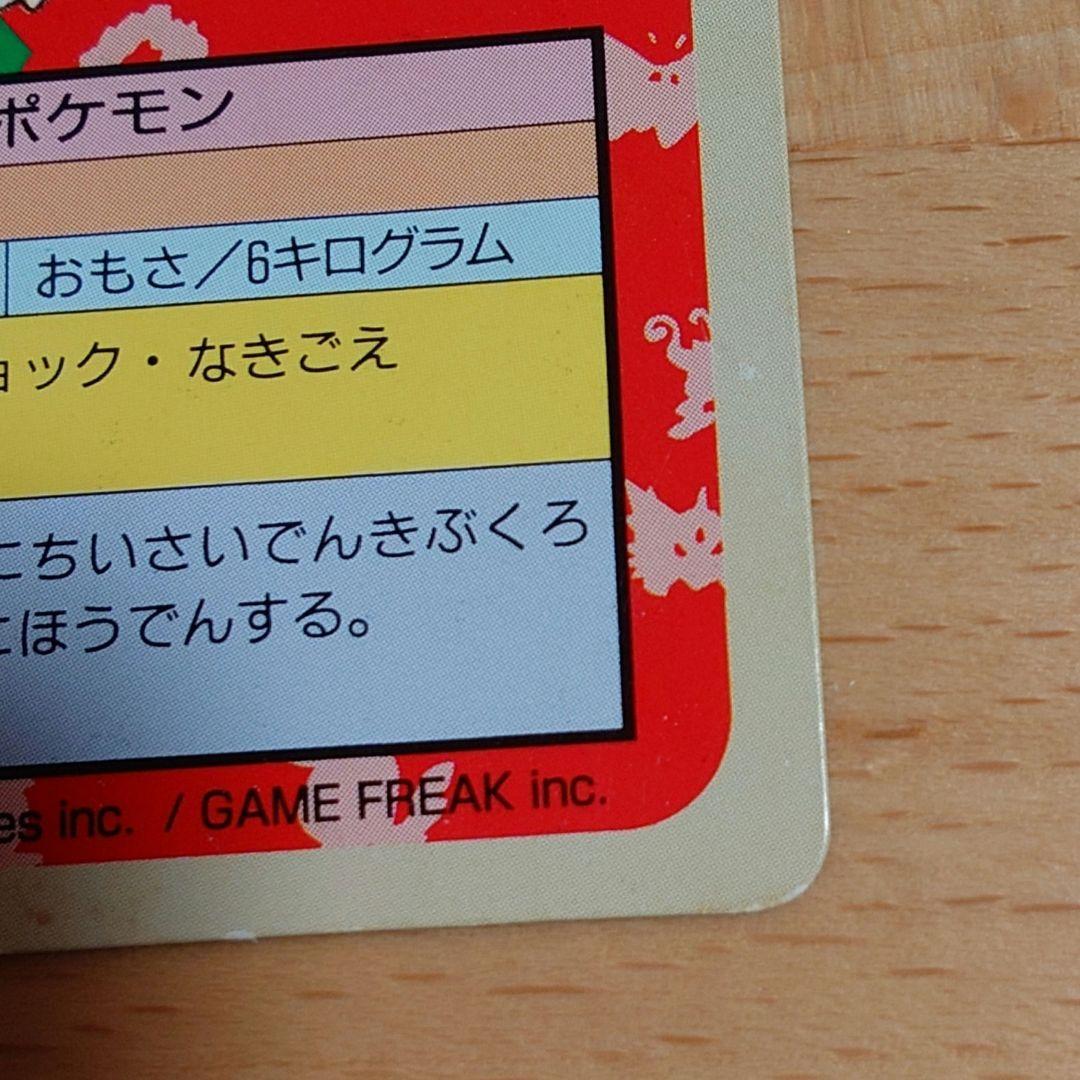 ポケモン
おもさ／6キログラム
ョック・なきごえ
にちいさいでんきぶくろ
にほうでんする。
es inc. / GAME FREAK inc.